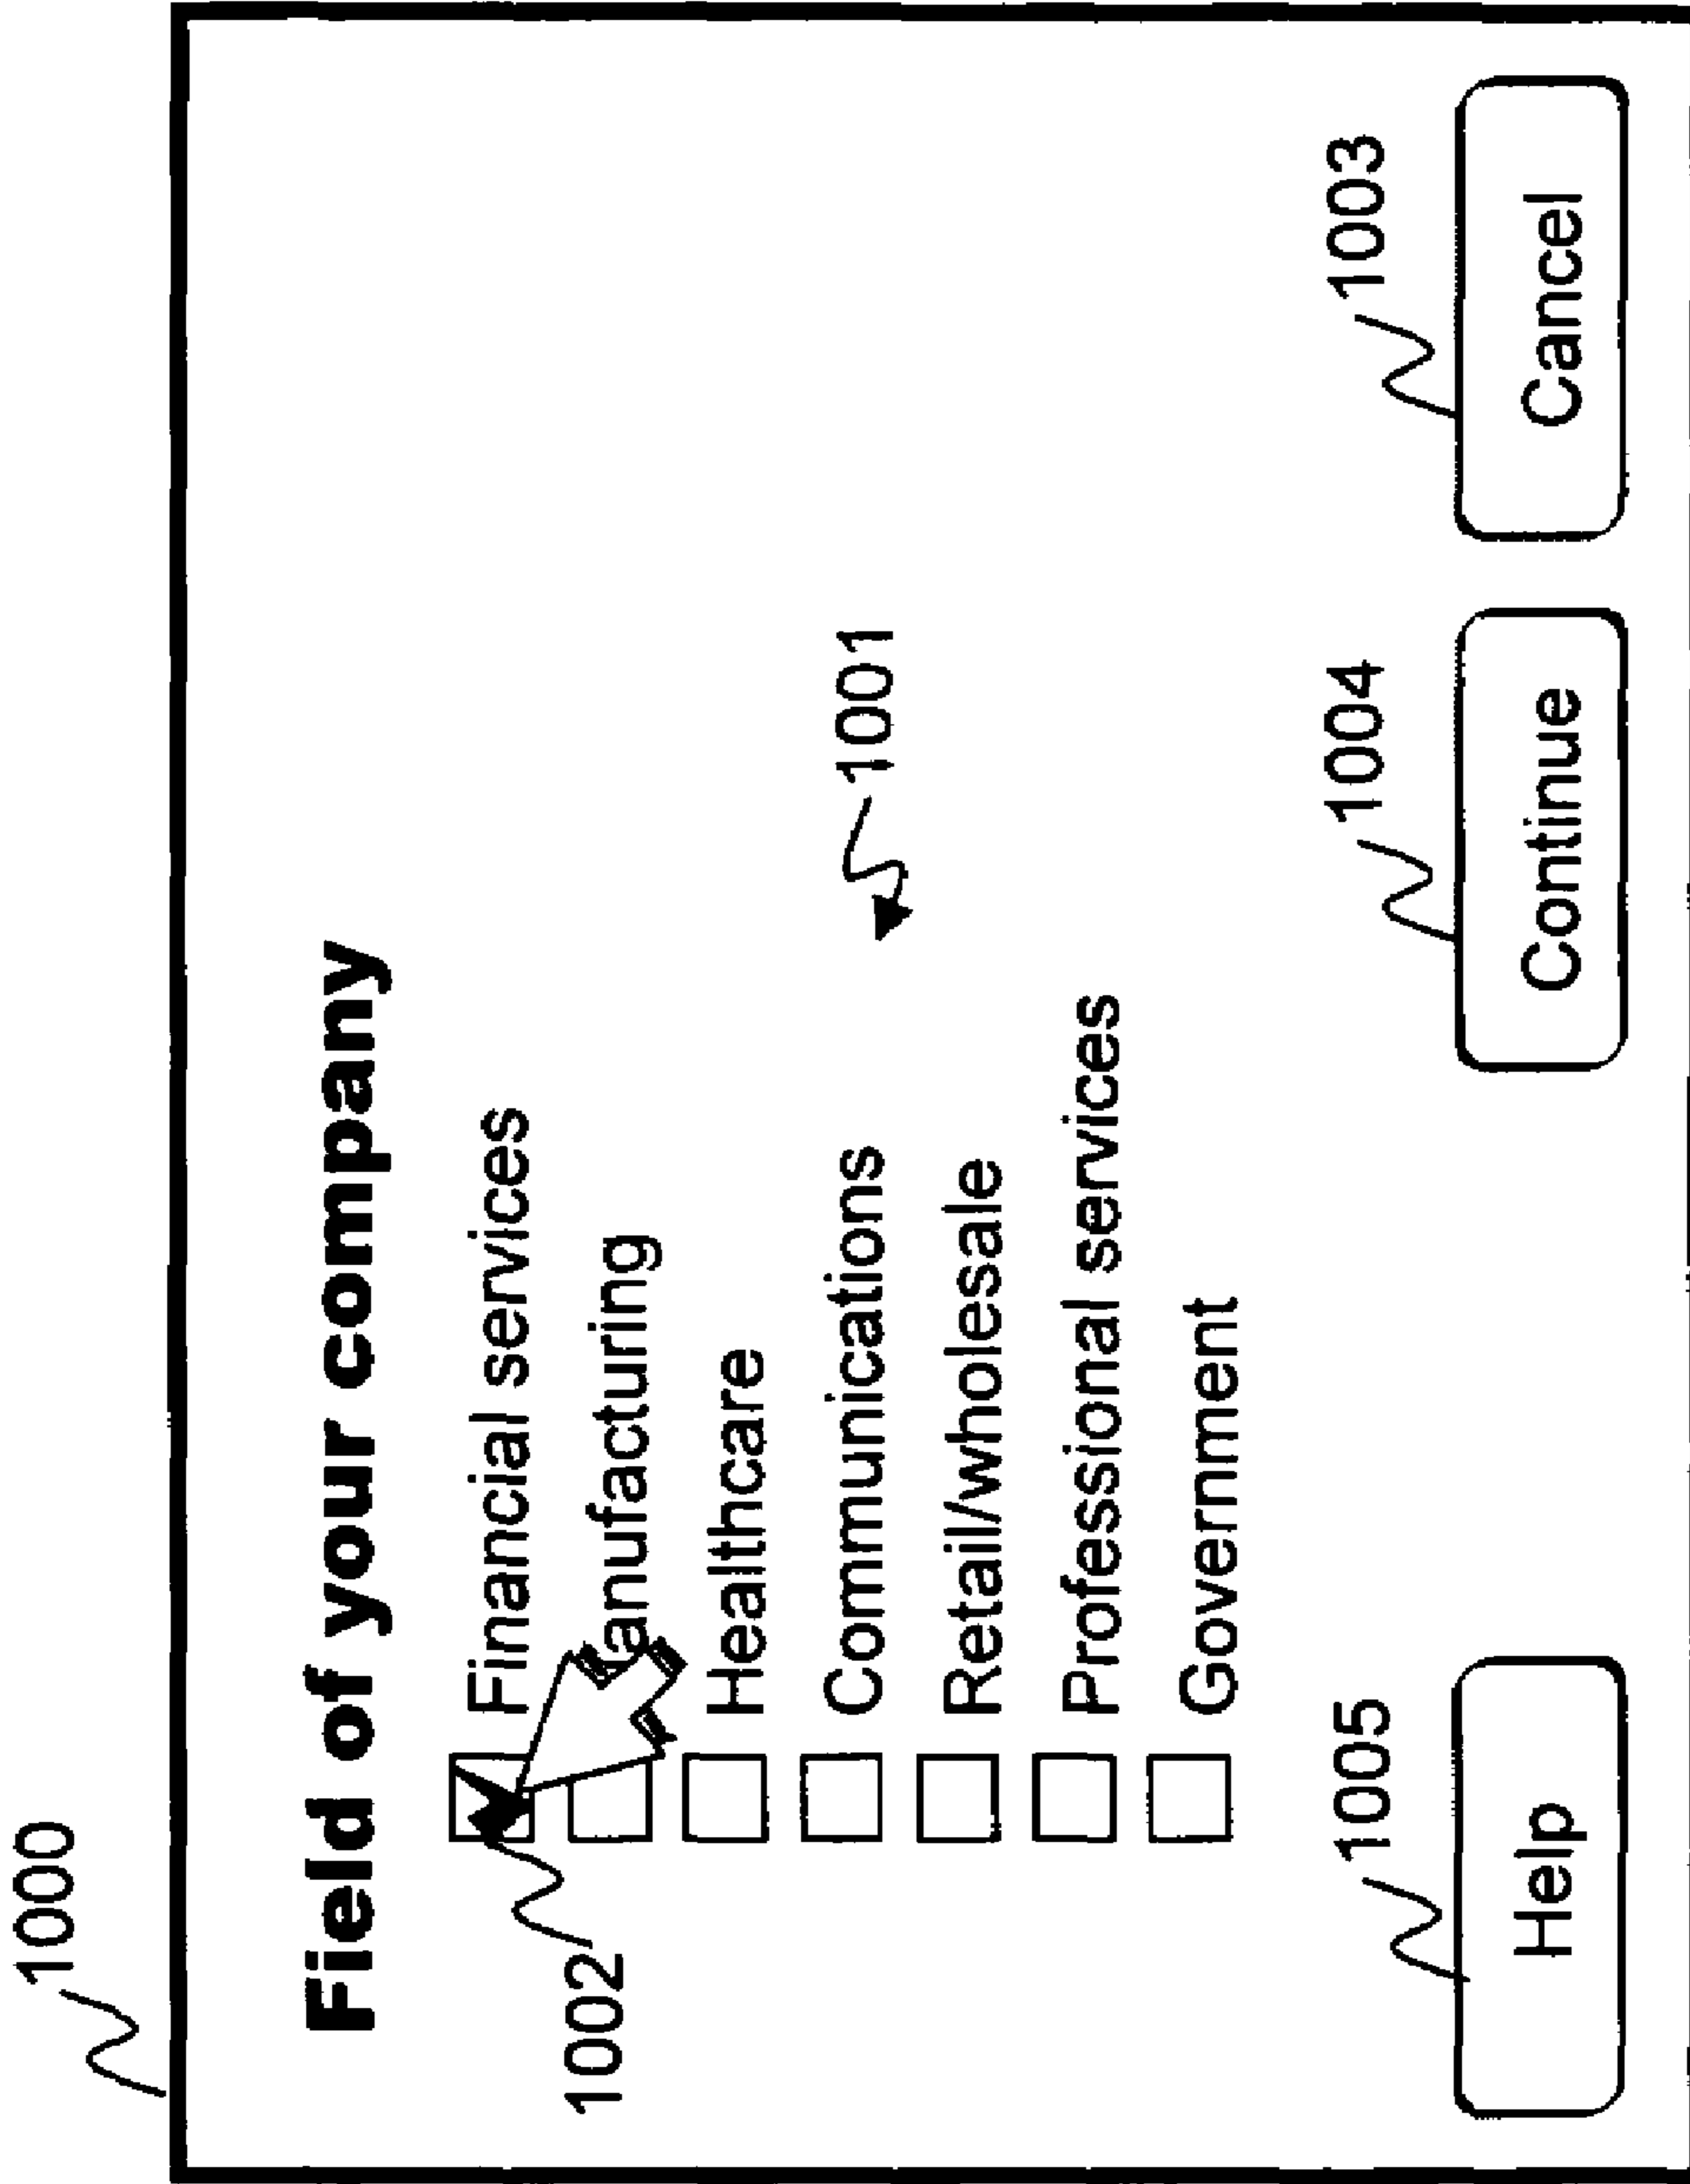 1000
Field of your company
1002
Financial services
anufacturing
Healthcare
Communications
1001
Retail/wholesale
Professional services
Government
1005
1004
1003
Help
Continue
Cancel